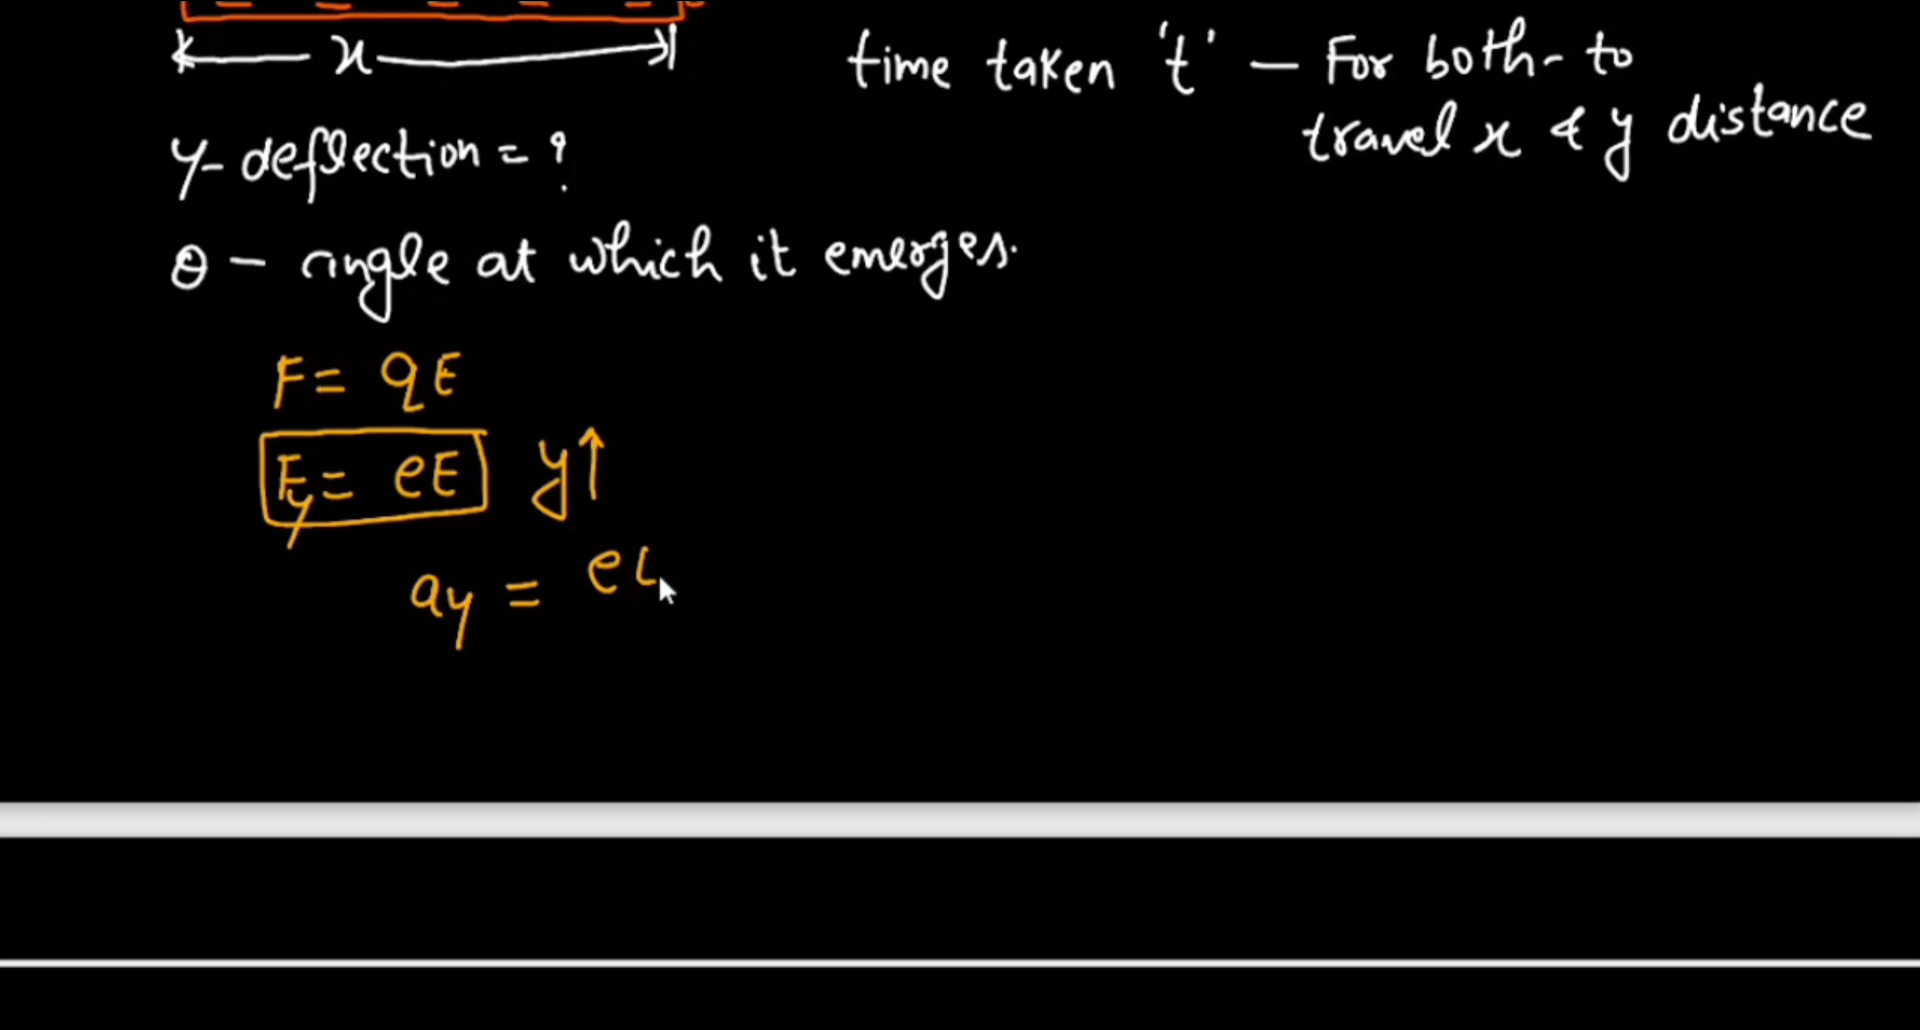 x
time taken 't' — For both - to
travel x & y distance
y - deflection = ?
θ — angle at which it emerges.
F = qE
Fy = eE y↑
ay = e